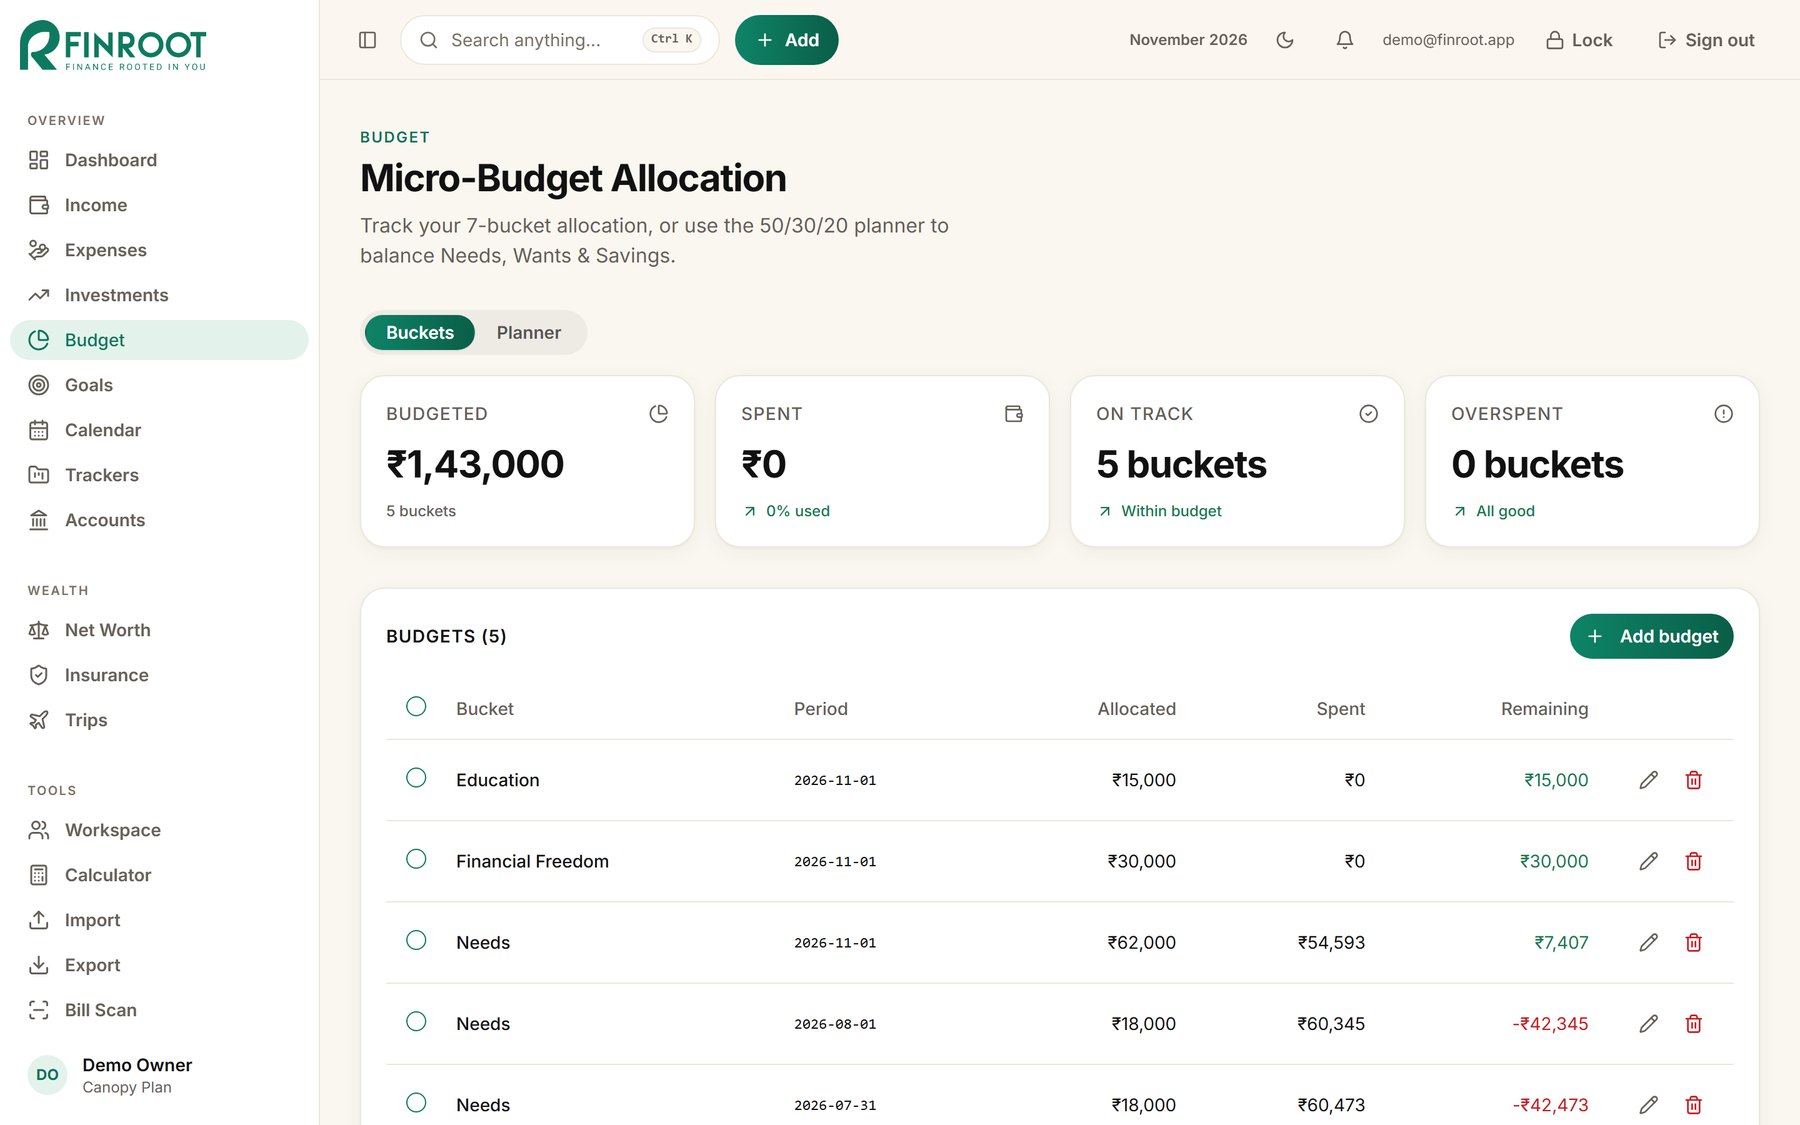 FINROOT
FINANCE ROOTED IN YOU
OVERVIEW
Dashboard
Income
Expenses
Investments
Budget
Goals
Calendar
Trackers
Accounts
WEALTH
Net Worth
Insurance
Trips
TOOLS
Workspace
Calculator
Import
Export
Bill Scan
DO
Demo Owner
Canopy Plan
Search anything... Ctrl K + Add November 2026 demo@finroot.app Lock Sign out
BUDGET
Micro-Budget Allocation
Track your 7-bucket allocation, or use the 50/30/20 planner to
balance Needs, Wants & Savings.
Buckets Planner
BUDGETED
₹1,43,000
5 buckets
SPENT
₹0
0% used
ON TRACK
5 buckets
Within budget
OVERSPENT
0 buckets
All good
BUDGETS (5) + Add budget
Bucket Period Allocated Spent Remaining
Education 2026-11-01 ₹15,000 ₹0 ₹15,000
Financial Freedom 2026-11-01 ₹30,000 ₹0 ₹30,000
Needs 2026-11-01 ₹62,000 ₹54,593 ₹7,407
Needs 2026-08-01 ₹18,000 ₹60,345 -₹42,345
Needs 2026-07-31 ₹18,000 ₹60,473 -₹42,473